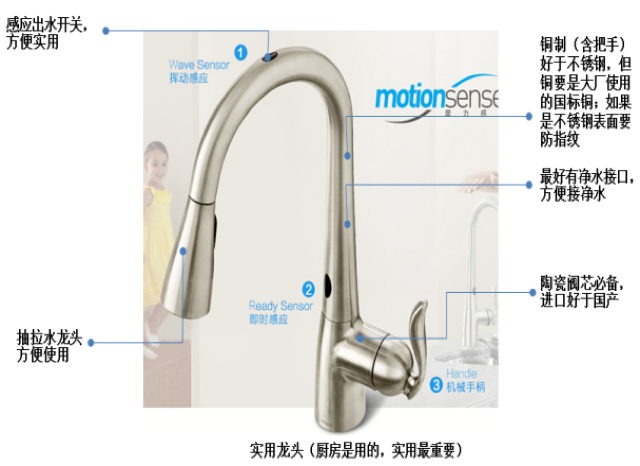 感应出水开关，
方便实用
1
Wave Sensor
挥动感应
motionsense
铜制（含把手）
好于不锈钢，但
铜要是大厂使用
的国标铜；如果
是不锈钢表面要
防指纹
最好有净水接口，
方便接净水
2
Ready Sensor
即时感应
陶瓷阀芯必备，
进口好于国产
抽拉水龙头
方便使用
Handle
3 机械手柄
实用龙头（厨房是用的，实用最重要）